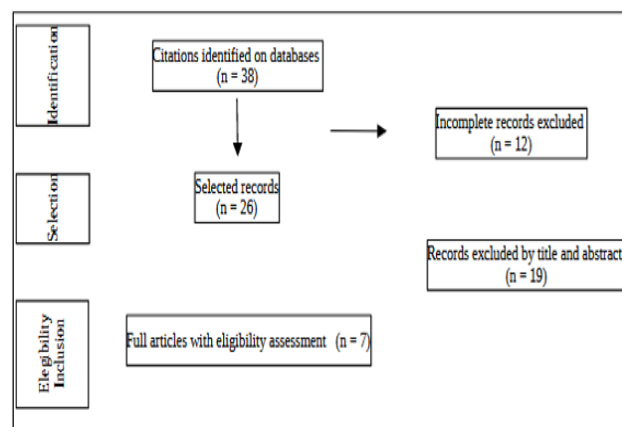 Identification
Citations identified on databases
(n = 38)
Incomplete records excluded
(n = 12)
Selection
Selected records
(n = 26)
Records excluded by title and abstract
(n = 19)
Elegibility
Inclusion
Full articles with eligibility assessment (n = 7)